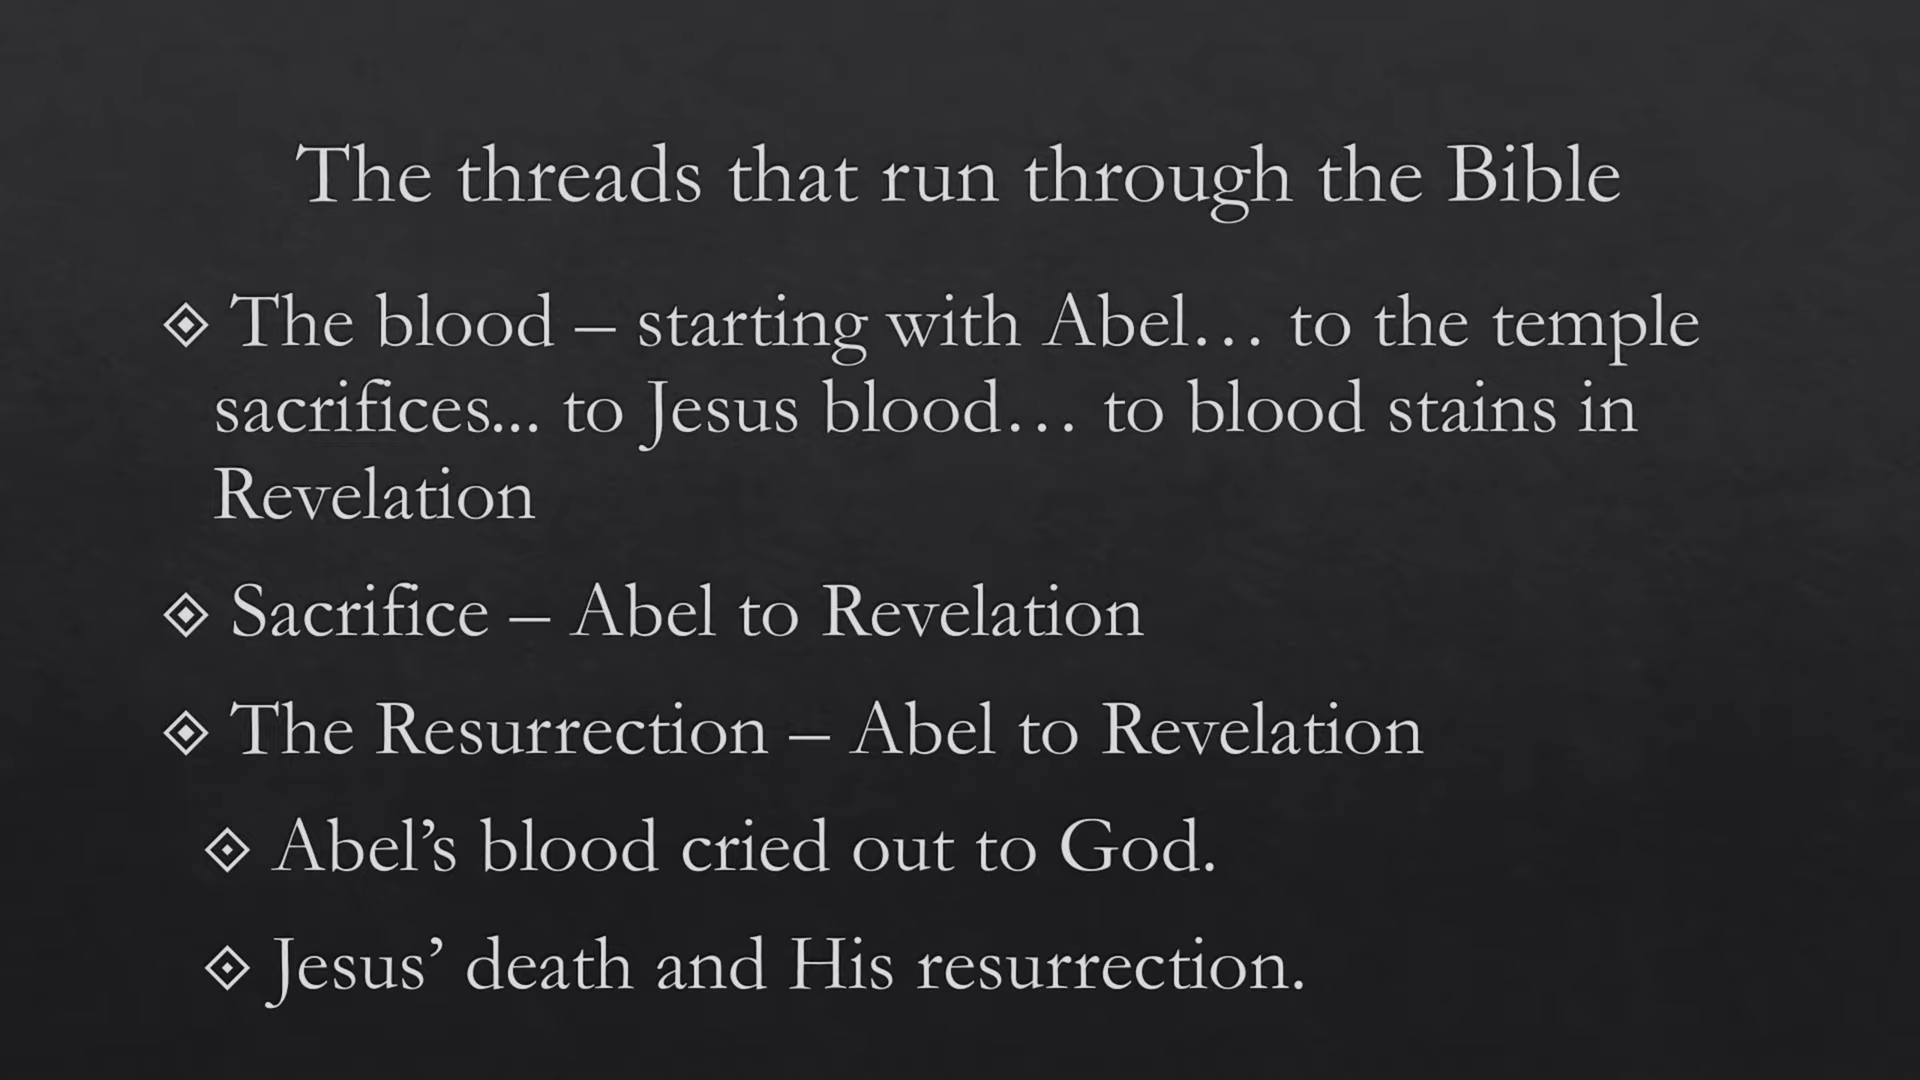 The threads that run through the Bible
The blood – starting with Abel… to the temple
sacrifices... to Jesus blood… to blood stains in
Revelation
Sacrifice – Abel to Revelation
The Resurrection – Abel to Revelation
Abel’s blood cried out to God.
Jesus’ death and His resurrection.